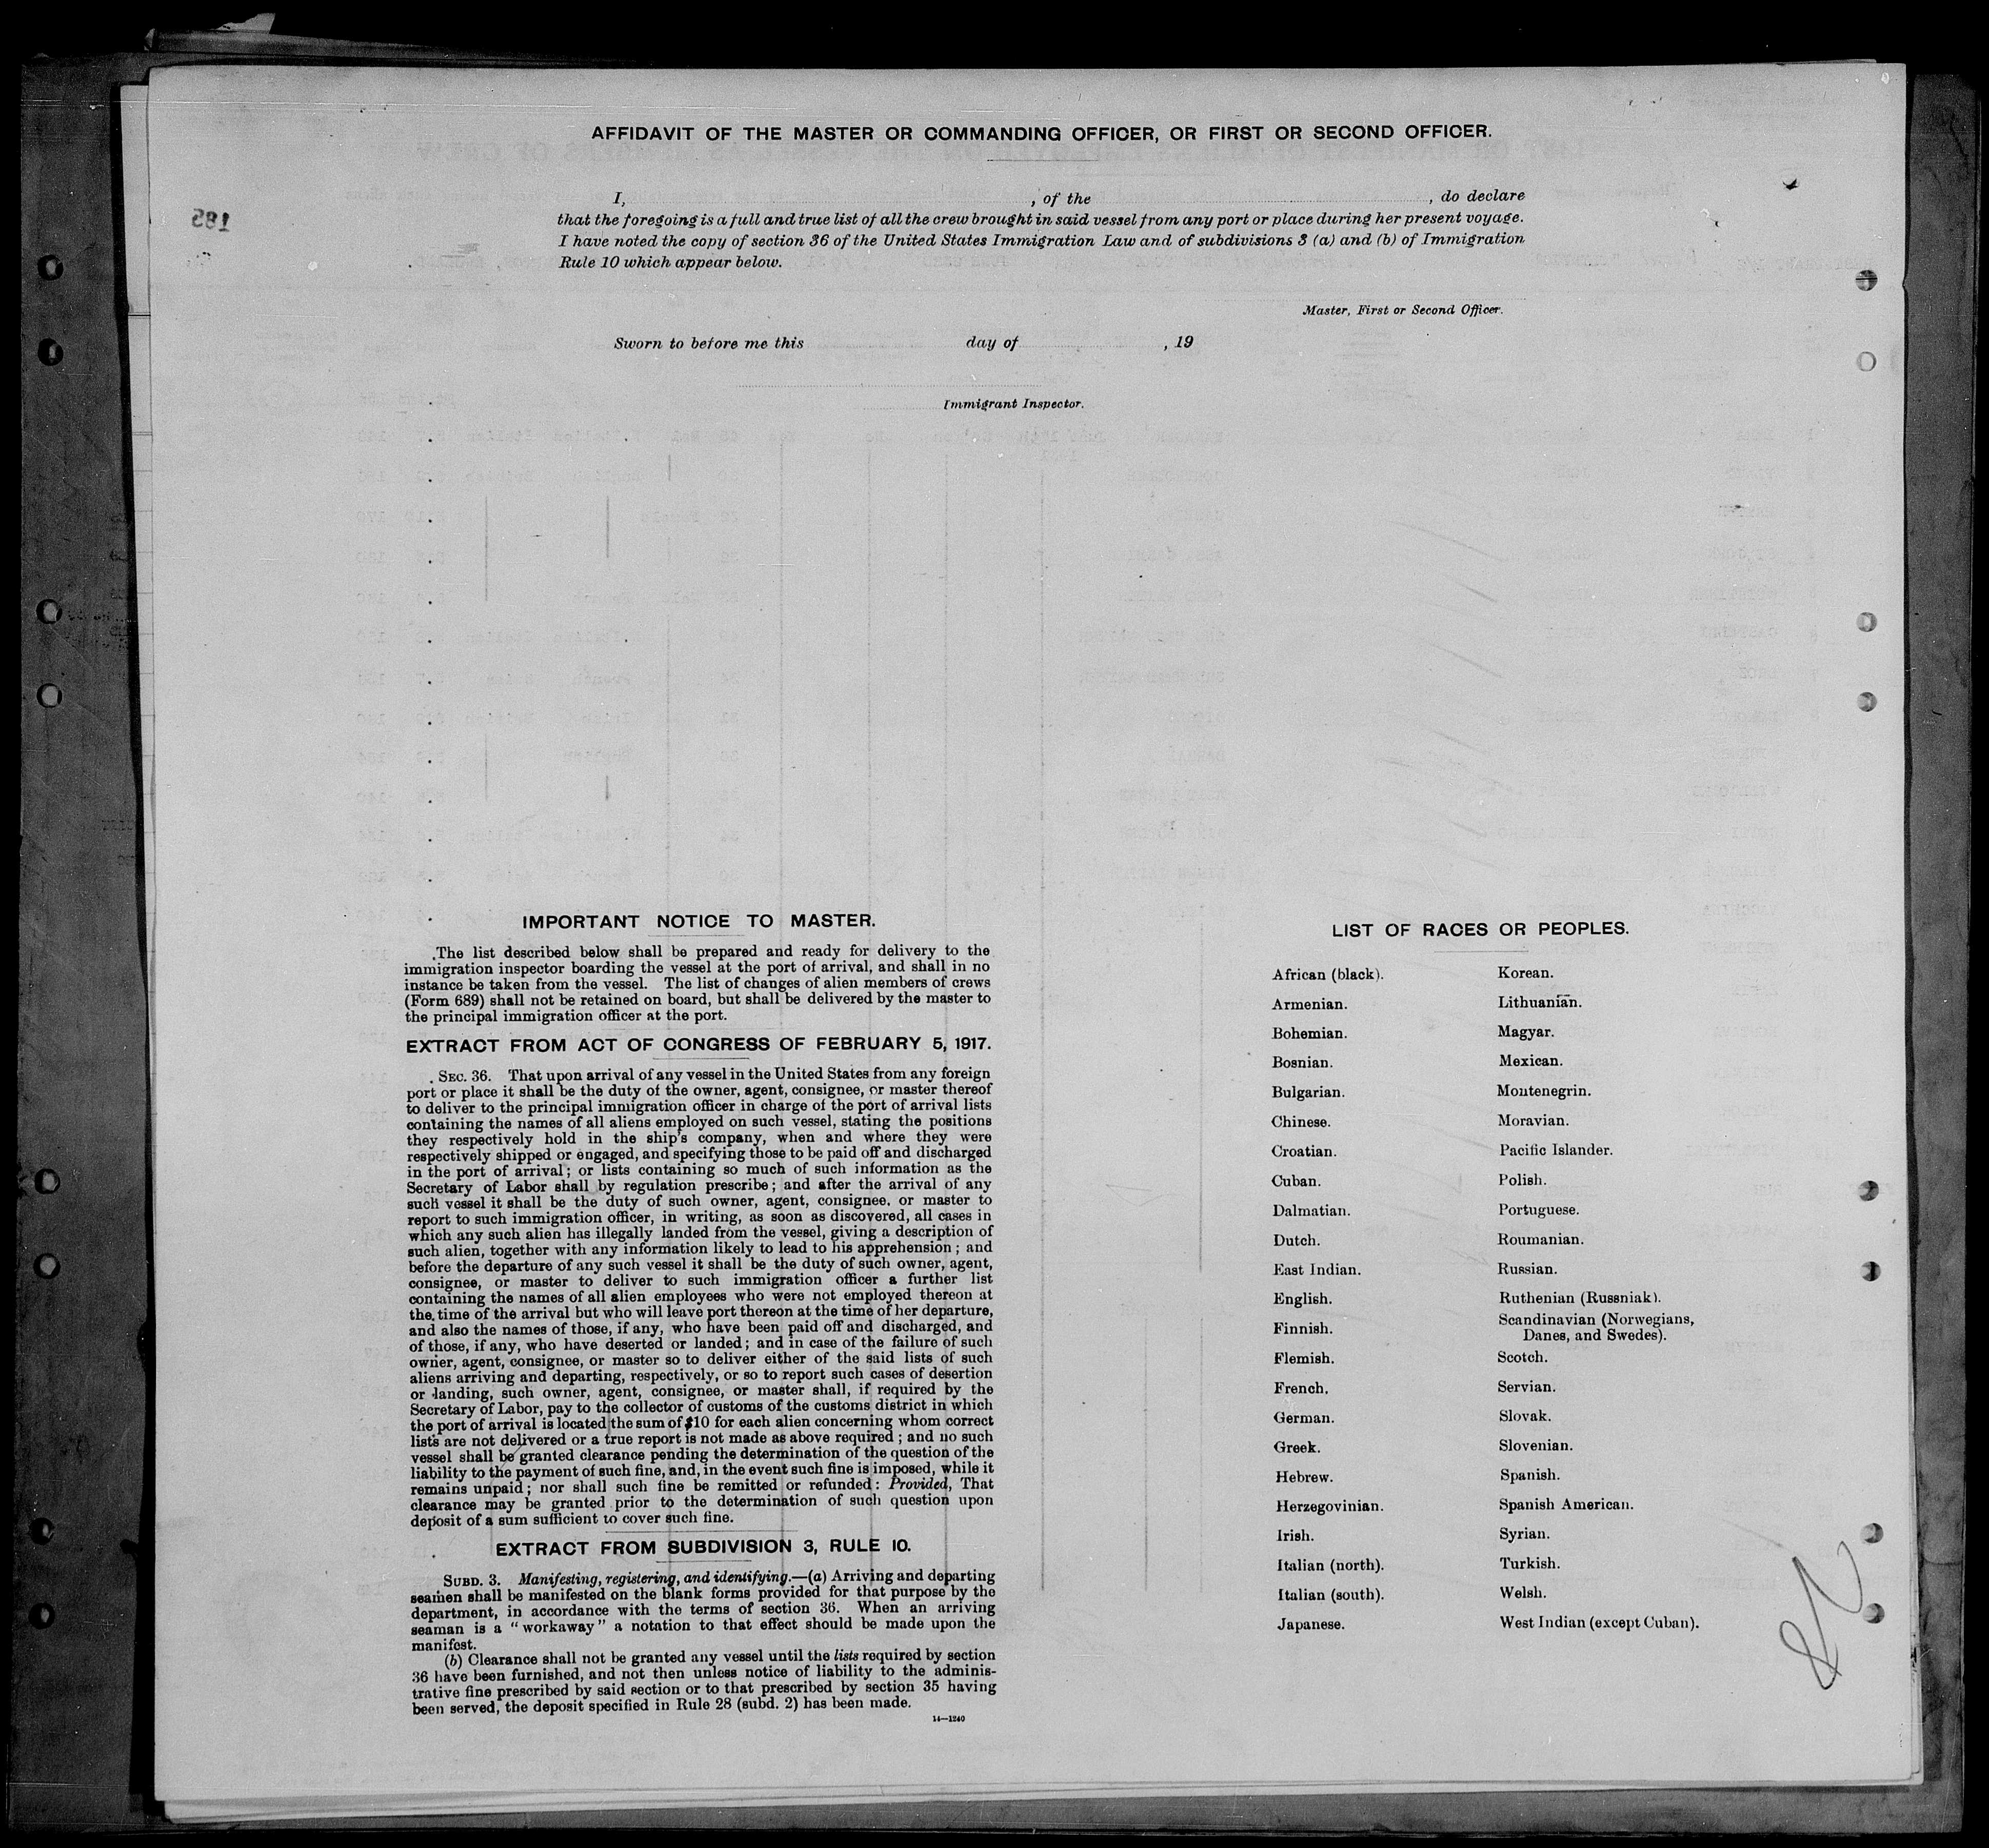 AFFIDAVIT OF THE MASTER OR COMMANDING OFFICER, OR FIRST OR SECOND OFFICER.
I, , of the , do declare
that the foregoing is a full and true list of all the crew brought in said vessel from any port or place during her present voyage.
I have noted the copy of section 36 of the United States Immigration Law and of subdivisions 3 (a) and (b) of Immigration
Rule 10 which appear below.
Master, First or Second Officer.
Sworn to before me this day of , 19
Immigrant Inspector.
IMPORTANT NOTICE TO MASTER.
The list described below shall be prepared and ready for delivery to the
immigration inspector boarding the vessel at the port of arrival, and shall in no
instance be taken from the vessel. The list of changes of alien members of crews
(Form 689) shall not be retained on board, but shall be delivered by the master to
the principal immigration officer at the port.
EXTRACT FROM ACT OF CONGRESS OF FEBRUARY 5, 1917.
SEC. 36. That upon arrival of any vessel in the United States from any foreign
port or place it shall be the duty of the owner, agent, consignee, or master thereof
to deliver to the principal immigration officer in charge of the port of arrival lists
containing the names of all aliens employed on such vessel, stating the positions
they respectively hold in the ship's company, when and where they were
respectively shipped or engaged, and specifying those to be paid off and discharged
in the port of arrival; or lists containing so much of such information as the
Secretary of Labor shall by regulation prescribe; and after the arrival of any
such vessel it shall be the duty of such owner, agent, consignee, or master to
report to such immigration officer, in writing, as soon as discovered, all cases in
which any such alien has illegally landed from the vessel, giving a description of
such alien, together with any information likely to lead to his apprehension; and
before the departure of any such vessel it shall be the duty of such owner, agent,
consignee, or master to deliver to such immigration officer a further list
containing the names of all alien employees who were not employed thereon at
the time of the arrival but who will leave port thereon at the time of her departure,
and also the names of those, if any, who have been paid off and discharged, and
of those, if any, who have deserted or landed; and in case of the failure of such
owner, agent, consignee, or master so to deliver either of the said lists of such
aliens arriving and departing, respectively, or so to report such cases of desertion
or landing, such owner, agent, consignee, or master shall, if required by the
Secretary of Labor, pay to the collector of customs of the customs district in which
the port of arrival is located the sum of $10 for each alien concerning whom correct
lists are not delivered or a true report is not made as above required; and no such
vessel shall be granted clearance pending the determination of the question of the
liability to the payment of such fine, and, in the event such fine is imposed, while it
remains unpaid; nor shall such fine be remitted or refunded: Provided, That
clearance may be granted prior to the determination of such question upon
deposit of a sum sufficient to cover such fine.
EXTRACT FROM SUBDIVISION 3, RULE 10.
SUBD. 3. Manifesting, registering, and identifying.—(a) Arriving and departing
seamen shall be manifested on the blank forms provided for that purpose by the
department, in accordance with the terms of section 36. When an arriving
seaman is a "workaway" a notation to that effect should be made upon the
manifest.
(b) Clearance shall not be granted any vessel until the lists required by section
36 have been furnished, and not then unless notice of liability to the adminis-
trative fine prescribed by said section or to that prescribed by section 35 having
been served, the deposit specified in Rule 28 (subd. 2) has been made.
14—1240
LIST OF RACES OR PEOPLES.
African (black).
Armenian.
Bohemian.
Bosnian.
Bulgarian.
Chinese.
Croatian.
Cuban.
Dalmatian.
Dutch.
East Indian.
English.
Finnish.
Flemish.
French.
German.
Greek.
Hebrew.
Herzegovinian.
Irish.
Italian (north).
Italian (south).
Japanese.
Korean.
Lithuanian.
Magyar.
Mexican.
Montenegrin.
Moravian.
Pacific Islander.
Polish.
Portuguese.
Roumanian.
Russian.
Ruthenian (Russniak).
Scandinavian (Norwegians,
Danes, and Swedes).
Scotch.
Servian.
Slovak.
Slovenian.
Spanish.
Spanish American.
Syrian.
Turkish.
Welsh.
West Indian (except Cuban).